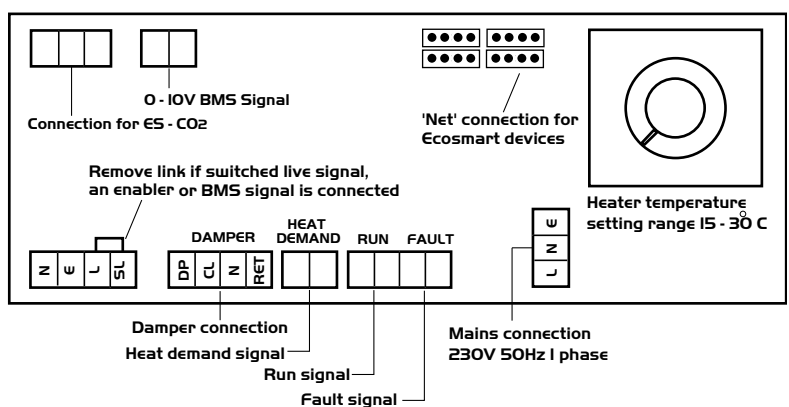 0 - 10V BMS Signal
Connection for ES - CO2
'Net' connection for
Ecosmart devices
Remove link if switched live signal,
an enabler or BMS signal is connected
Heater temperature
setting range 15 - 30°C
N E L SL
DAMPER
DP CL N RET
HEAT
DEMAND
RUN
FAULT
E
N
L
Damper connection
Heat demand signal
Run signal
Fault signal
Mains connection
230V 50Hz 1 phase